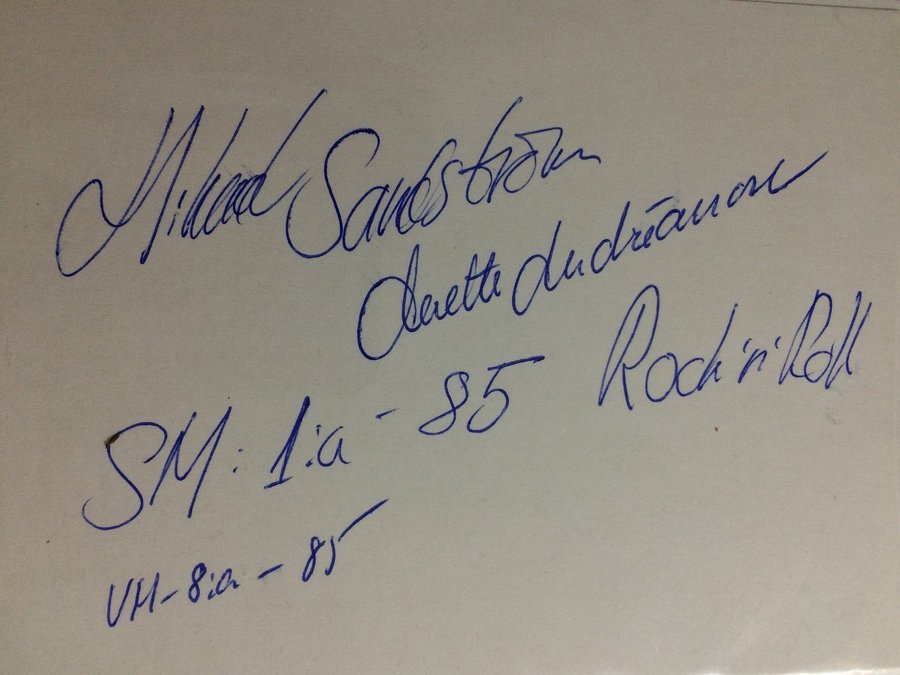 Mikael Sandström
Anette Andréasson
SM: 1:a - 85 Rock'n'Roll
VM - 8:a - 85